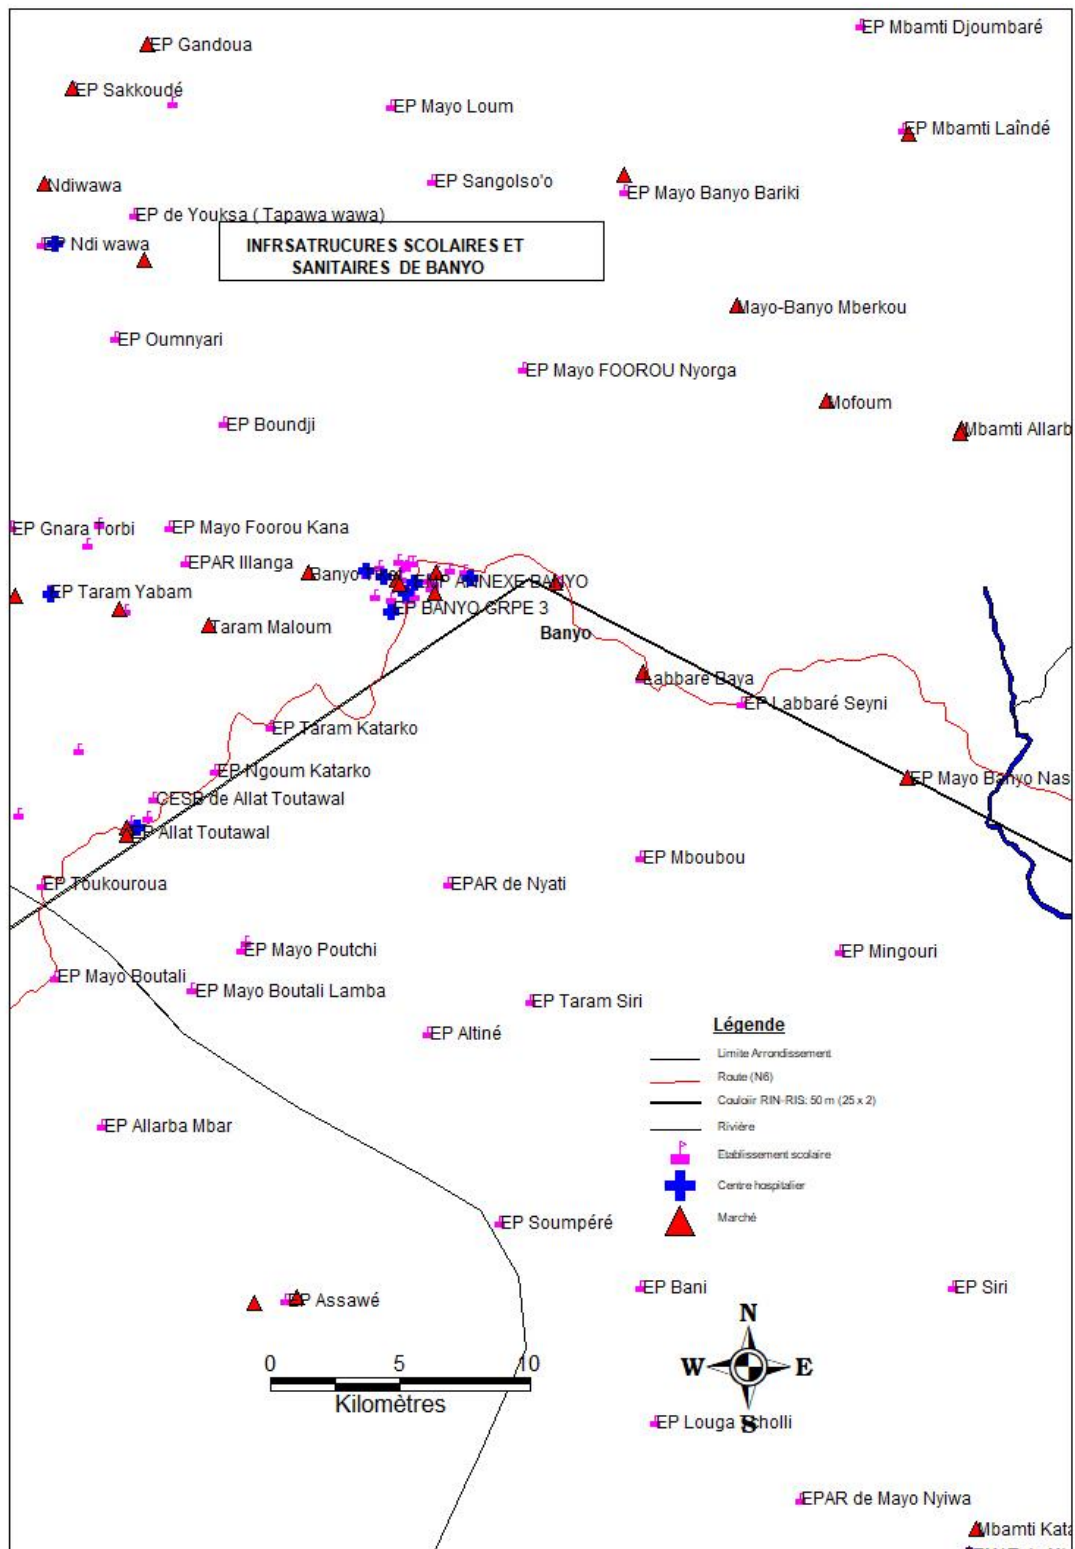 EP Mbamti Djoumbaré
EP Gandoua
EP Sakkoudé
EP Mayo Loum
EP Mbamti Laîndé
Ndiwawa
EP Sangolso'o
EP Mayo Banyo Bariki
EP de Youksa ( Tapawa wawa)
EP Ndi wawa
INFRSATRUCURES SCOLAIRES ET
SANITAIRES DE BANYO
Mayo-Banyo Mberkou
EP Oumnyari
EP Mayo FOOROU Nyorga
Mofoum
EP Boundji
Mbamti Allarb
EP Gnara Torbi
EP Mayo Foorou Kana
EPAR Illanga
Banyo
ANNEXE BANYO
EP Taram Yabam
EP BANYO GRPE 3
Taram Maloum
Banyo
Labbaré Baya
EP Labbaré Seyni
EP Taram Katarko
EP Ngoum Katarko
EP Mayo Banyo Nas
CESB de Allat Toutawal
EP Allat Toutawal
EP Mboubou
EP Toukouroua
EPAR de Nyati
EP Mayo Poutchi
EP Mingouri
EP Mayo Boutali
EP Mayo Boutali Lamba
EP Taram Siri
EP Altiné
Légende
Limite Arrondissement
Route (N6)
Couloiir RIN-RIS: 50 m (25 x 2)
Rivière
Etablissement scolaire
Centre hospitalier
Marché
EP Allarba Mbar
EP Soumpéré
EP Bani
EP Siri
EP Assawé
N
W E
S
0 5 10
Kilomètres
EP Louga Tcholli
EPAR de Mayo Nyiwa
Mbamti Kata